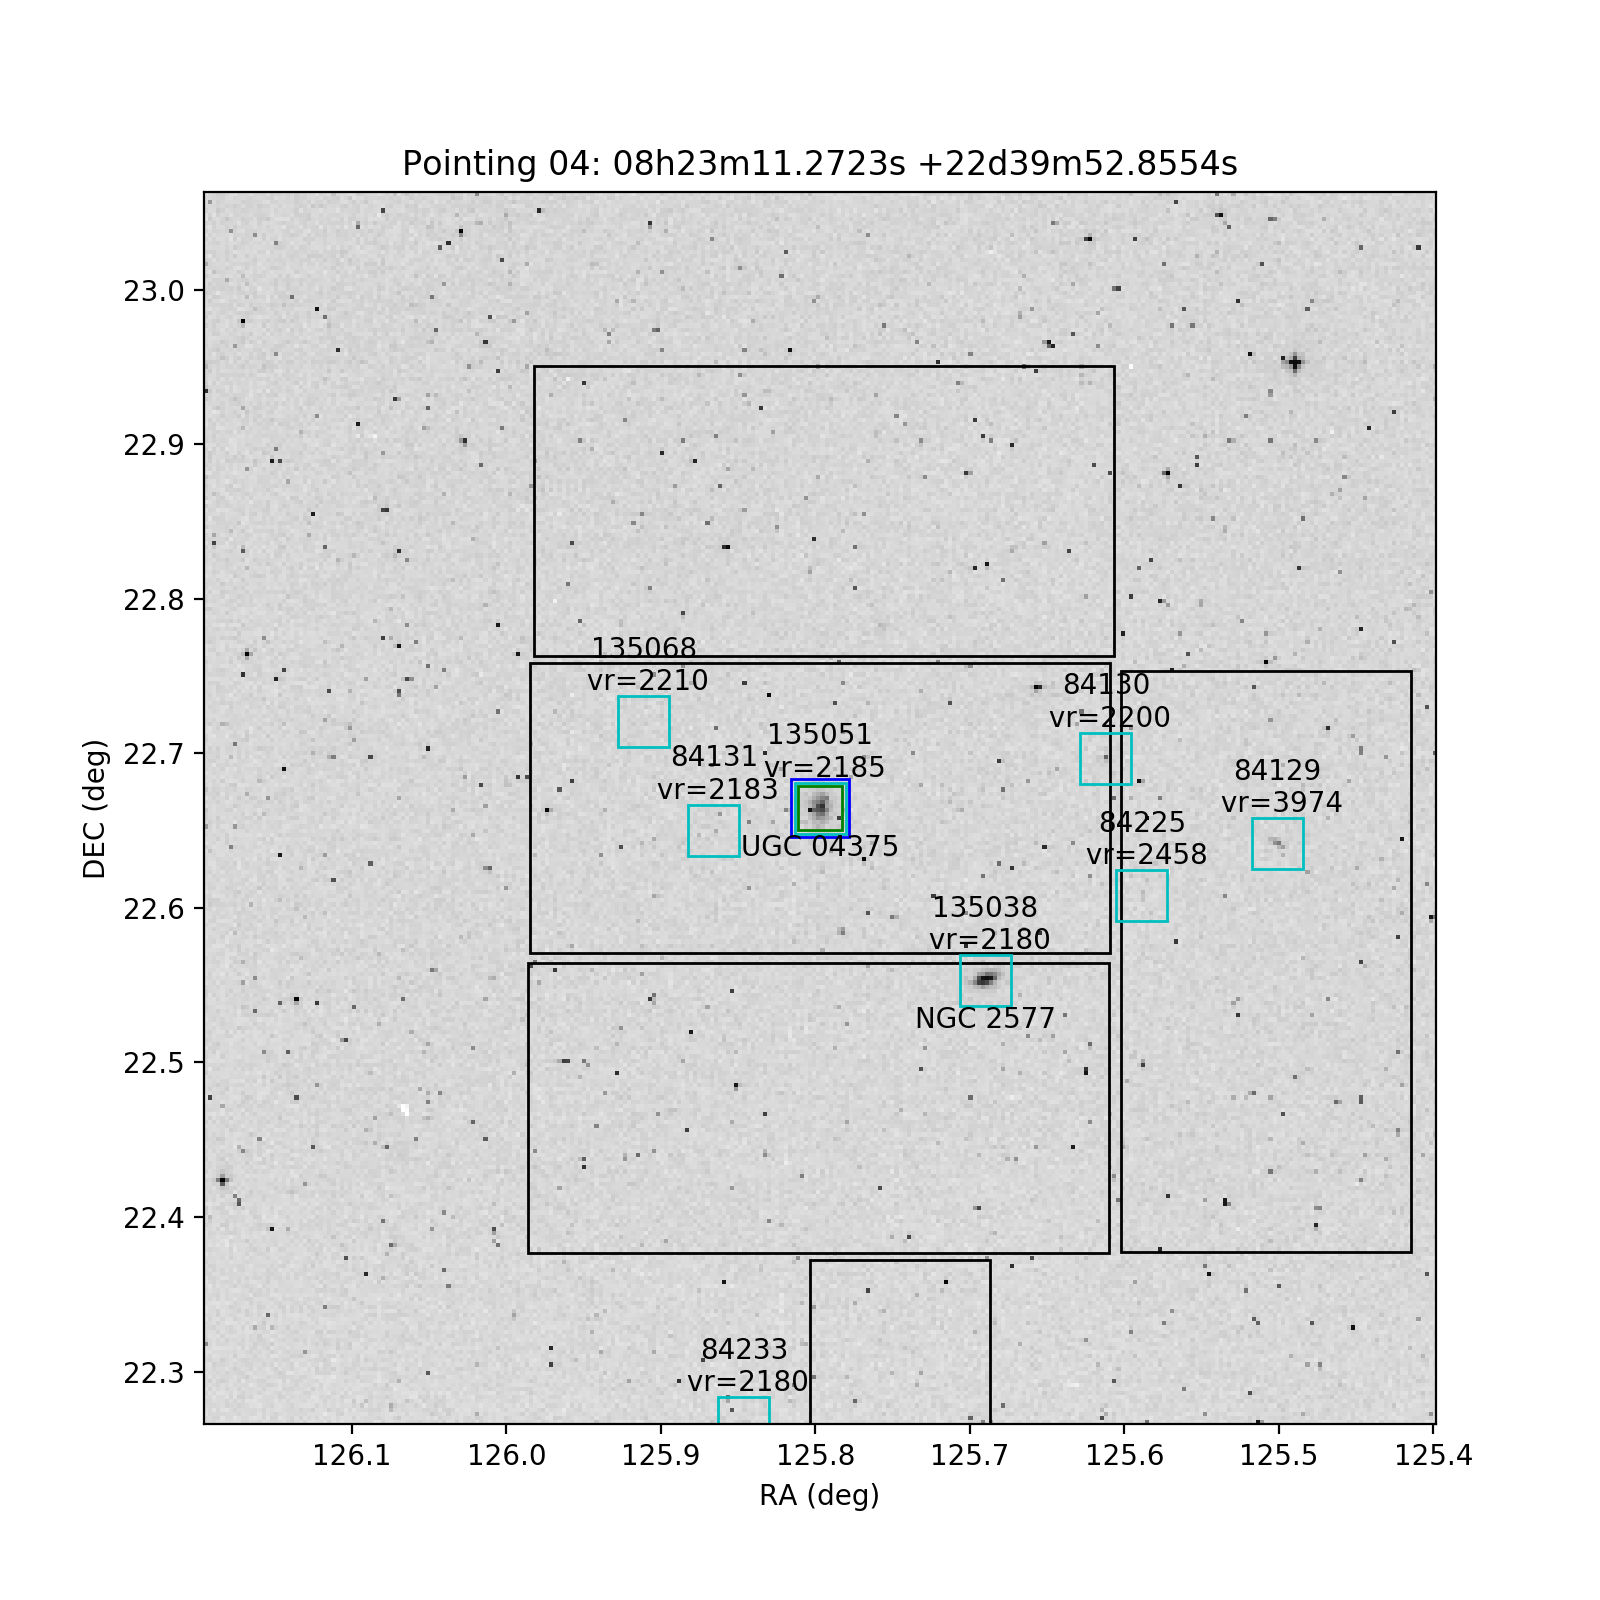 Pointing 04: 08h23m11.2723s +22d39m52.8554s
23.0
22.9
22.8
22.7
22.6
22.5
22.4
22.3
DEC (deg)
135068
vr=2210
84130
vr=2200
135051
vr=2185
84131
vr=2183
UGC 04375
84129
vr=3974
84225
vr=2458
135038
vr=2180
NGC 2577
84233
vr=2180
126.1
126.0
125.9
125.8
125.7
125.6
125.5
125.4
RA (deg)